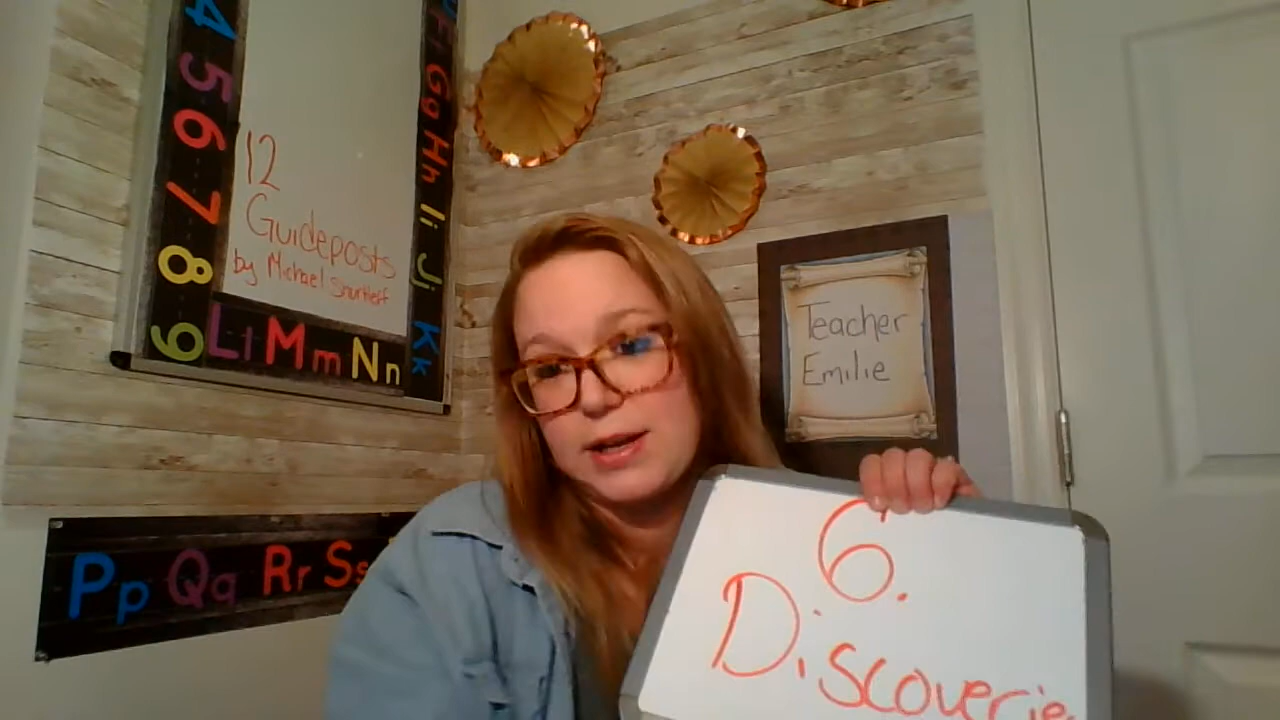 4
5
6
7
8
9
Ll Mm Nn
Gg
Hh
Ii
Jj
Kk
12
Guideposts
by Michael Shurtleff
Pp Qq Rr Ss
Teacher
Emilie
6.
Discoverie